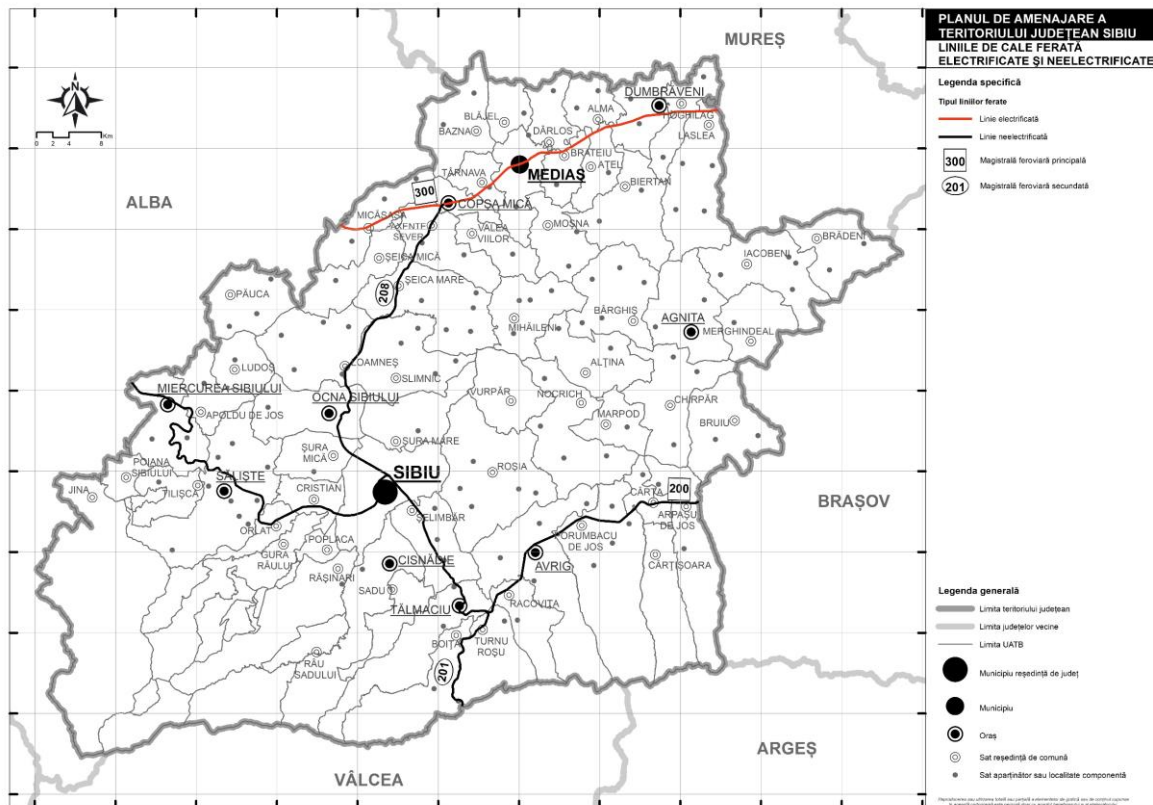 PLANUL DE AMENAJARE A
TERITORIULUI JUDEȚEAN SIBIU
LINIILE DE CALE FERATĂ
ELECTRIFICATE ȘI NEELECTRIFICATE
Legenda specifică
Tipul liniilor ferate
Linie electrificată
Linie neelectrificată
300
Magistrală feroviară principală
201
Magistrală feroviară secundată
MUREȘ
ALBA
BRAȘOV
ARGEȘ
VÂLCEA
0 2 4 8
Km
DUMBRĂVENI
BLĂJEL
ALMA
HOGHILAG
BAZNA
DÂRLOS
LASLEA
BRATEIU
MEDIAȘ
AȚEL
TÂRNAVA
BIERTAN
300
COPȘA MICĂ
MICĂSASA
AXENTE
SEVER
VALEA
VIILOR
MOȘNA
BRĂDENI
ȘEICA MICĂ
IACOBENI
208
ȘEICA MARE
PĂUCA
BÂRGHIȘ
AGNITA
MIHĂILENI
MERGHINDEAL
LOAMNEȘ
LUDOȘ
SLIMNIC
ALȚINA
MIERCUREA SIBIULUI
OCNA SIBIULUI
VURPĂR
NOCRICH
CHIRPĂR
APOLDU DE JOS
MARPOD
BRUIU
ȘURA MARE
ȘURA
MICĂ
POIANA
SIBIULUI
SIBIU
ROȘIA
SĂLIȘTE
JINA
TILIȘCA
CRISTIAN
CÂRȚA
200
ARPAȘU
DE JOS
ȘELIMBĂR
ORLAT
PORUMBACU
DE JOS
POPLACA
GURA
RÂULUI
CISNĂDIE
AVRIG
CÂRȚIȘOARA
RĂȘINARI
SADU
RACOVIȚA
TĂLMACIU
BOIȚA
TURNU
ROȘU
RÂU
SADULUI
201
Legenda generală
Limita teritoriului județean
Limita județelor vecine
Limita UATB
Municipiu reședință de județ
Municipiu
Oraș
Sat reședință de comună
Sat aparținător sau localitate componentă